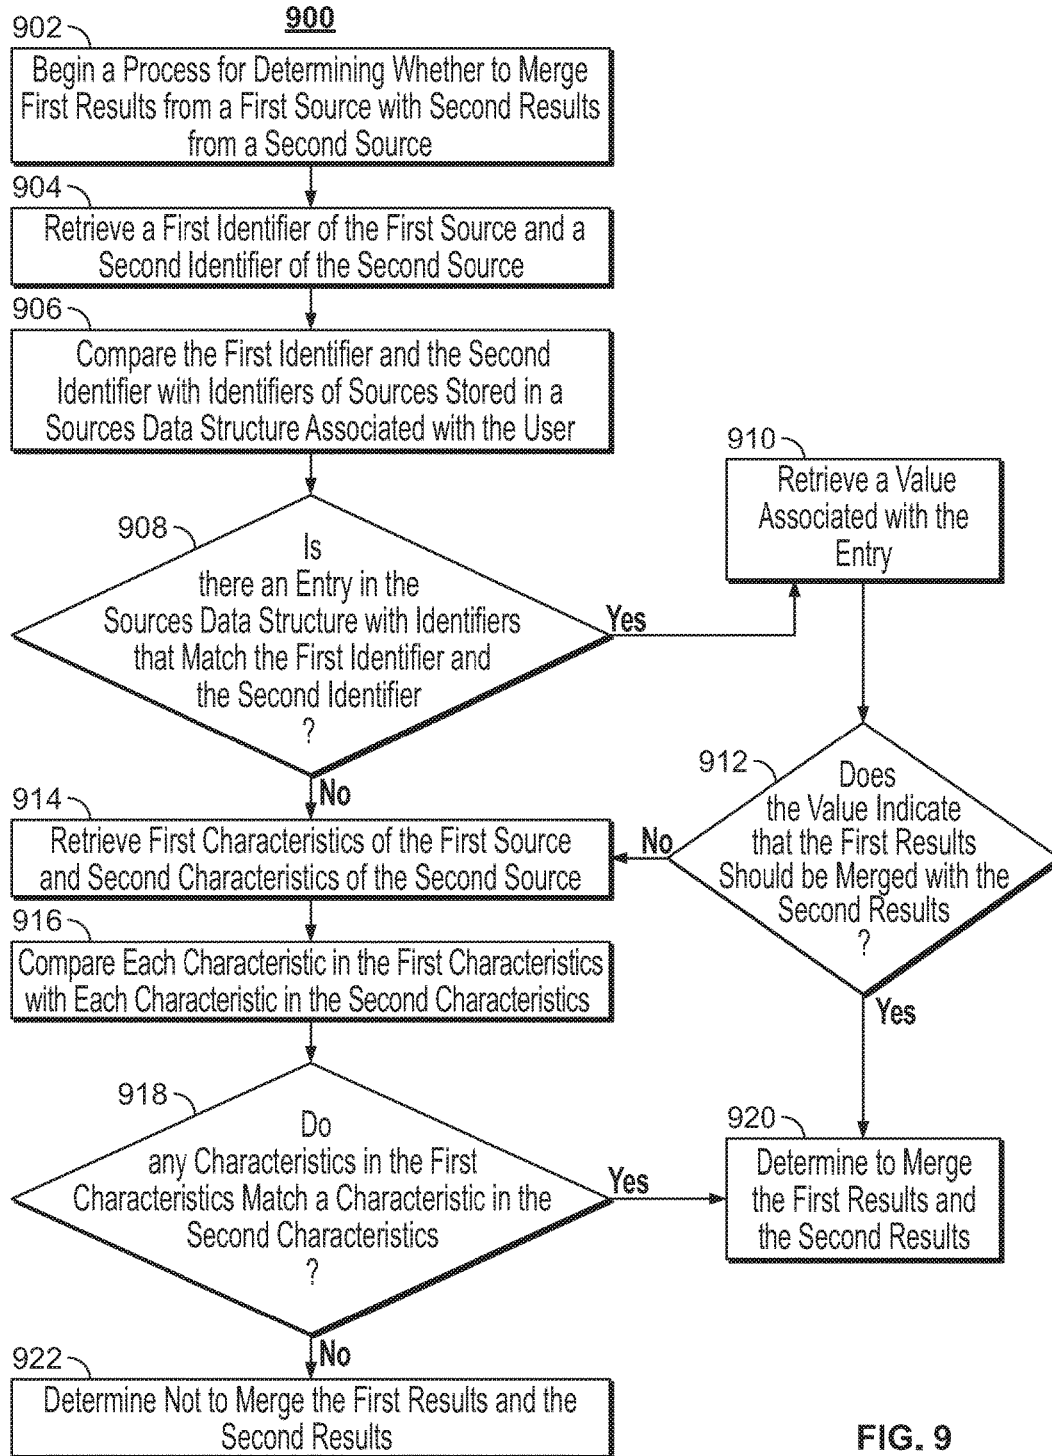 900
902
Begin a Process for Determining Whether to Merge
First Results from a First Source with Second Results
from a Second Source
904
Retrieve a First Identifier of the First Source and a
Second Identifier of the Second Source
906
Compare the First Identifier and the Second
Identifier with Identifiers of Sources Stored in a
Sources Data Structure Associated with the User
908
Is
there an Entry in the
Sources Data Structure with Identifiers
that Match the First Identifier and
the Second Identifier
?
Yes
No
910
Retrieve a Value
Associated with the
Entry
912
Does
the Value Indicate
that the First Results
Should be Merged with the
Second Results
?
No
Yes
914
Retrieve First Characteristics of the First Source
and Second Characteristics of the Second Source
916
Compare Each Characteristic in the First Characteristics
with Each Characteristic in the Second Characteristics
918
Do
any Characteristics in the First
Characteristics Match a Characteristic in the
Second Characteristics
?
Yes
No
920
Determine to Merge
the First Results and
the Second Results
922
Determine Not to Merge the First Results and the
Second Results
FIG. 9